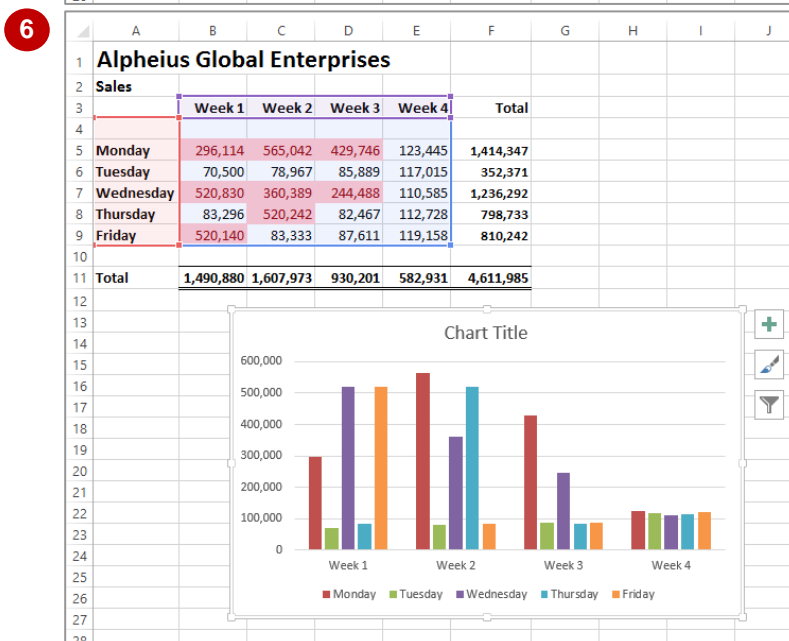 6
A B C D E F G H I J
1 Alpheius Global Enterprises
2 Sales
3 Week 1 Week 2 Week 3 Week 4 Total
4
5 Monday 296,114 565,042 429,746 123,445 1,414,347
6 Tuesday 70,500 78,967 85,889 117,015 352,371
7 Wednesday 520,830 360,389 244,488 110,585 1,236,292
8 Thursday 83,296 520,242 82,467 112,728 798,733
9 Friday 520,140 83,333 87,611 119,158 810,242
10
11 Total 1,490,880 1,607,973 930,201 582,931 4,611,985
12
13
14
15
16
17
18
19
20
21
22
23
24
25
26
27
Chart Title
600,000
500,000
400,000
300,000
200,000
100,000
0
Week 1 Week 2 Week 3 Week 4
Monday Tuesday Wednesday Thursday Friday